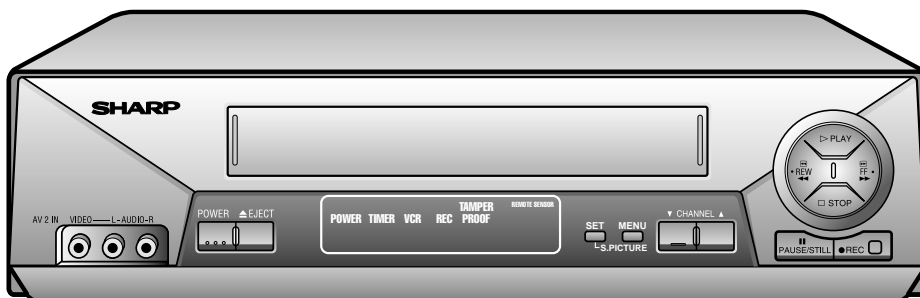 SHARP
▷ PLAY
• REW ◀◀
FF • ▶▶
□ STOP
AV 2 IN VIDEO L-AUDIO-R
POWER ▲EJECT
POWER TIMER VCR REC TAMPER PROOF
REMOTE SENSOR
SET MENU
S.PICTURE
▼ CHANNEL ▲
PAUSE/STILL
●REC